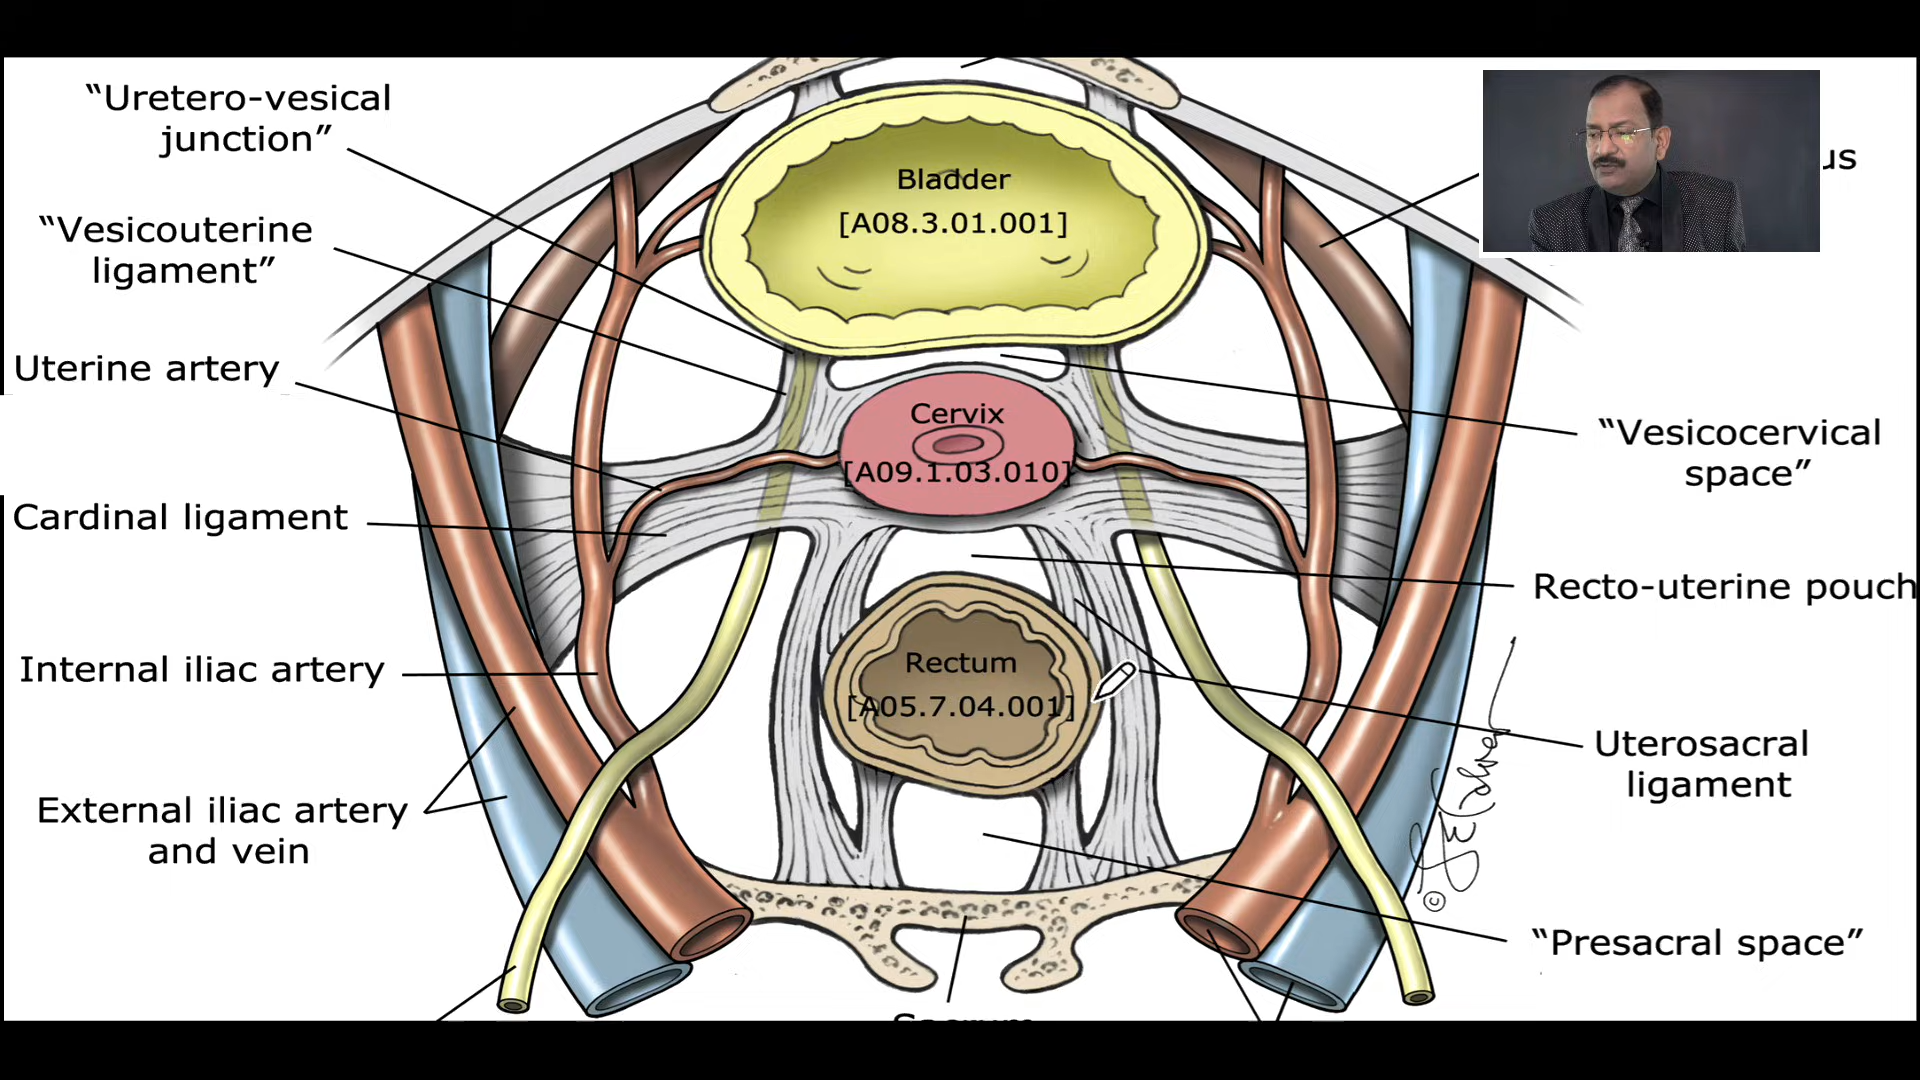 “Uretero-vesical
junction”
“Vesicouterine
ligament”
Uterine artery
Cardinal ligament
Internal iliac artery
External iliac artery
and vein
Bladder
[A08.3.01.001]
Cervix
[A09.1.03.010]
Rectum
[A05.7.04.001]
us
“Vesicocervical
space”
Recto-uterine pouch
Uterosacral
ligament
“Presacral space”
©